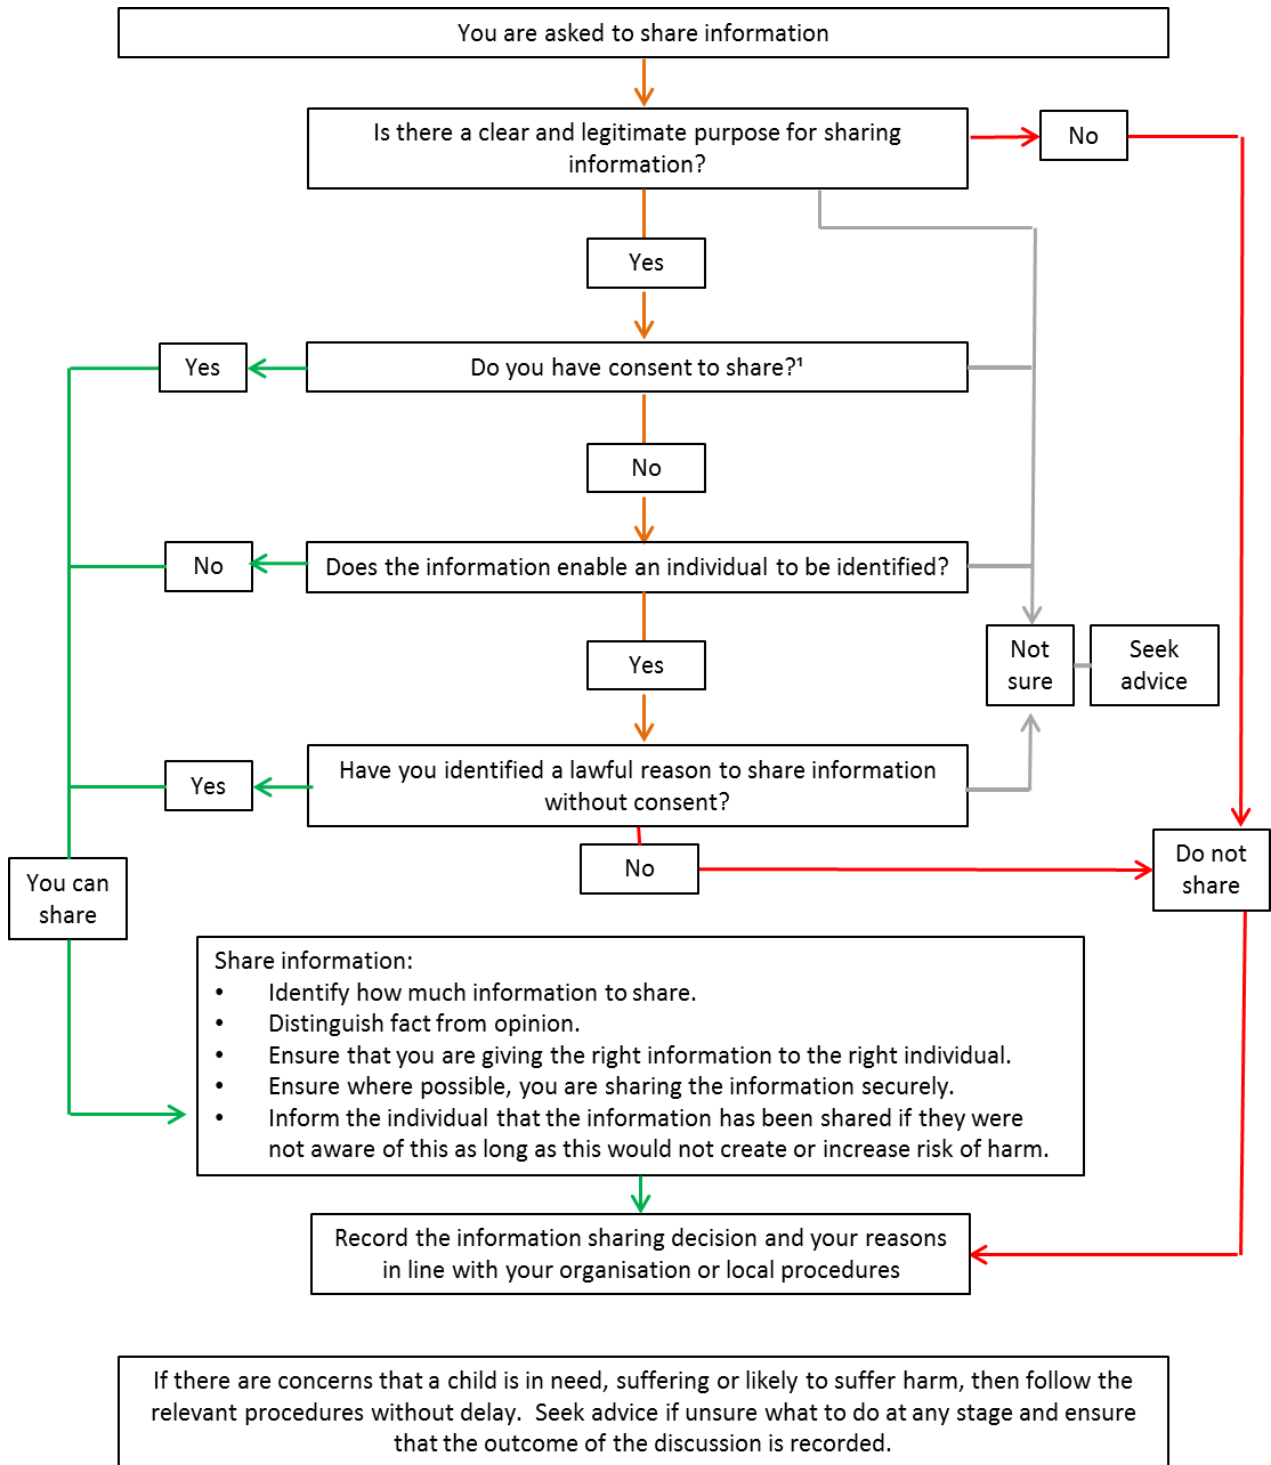 You are asked to share information
Is there a clear and legitimate purpose for sharing
information?
No
Yes
Yes
Do you have consent to share?¹
No
No
Does the information enable an individual to be identified?
Yes
Not
sure
Seek
advice
Yes
Have you identified a lawful reason to share information
without consent?
No
Do not
share
You can
share
Share information:
• Identify how much information to share.
• Distinguish fact from opinion.
• Ensure that you are giving the right information to the right individual.
• Ensure where possible, you are sharing the information securely.
• Inform the individual that the information has been shared if they were
not aware of this as long as this would not create or increase risk of harm.
Record the information sharing decision and your reasons
in line with your organisation or local procedures
If there are concerns that a child is in need, suffering or likely to suffer harm, then follow the
relevant procedures without delay. Seek advice if unsure what to do at any stage and ensure
that the outcome of the discussion is recorded.